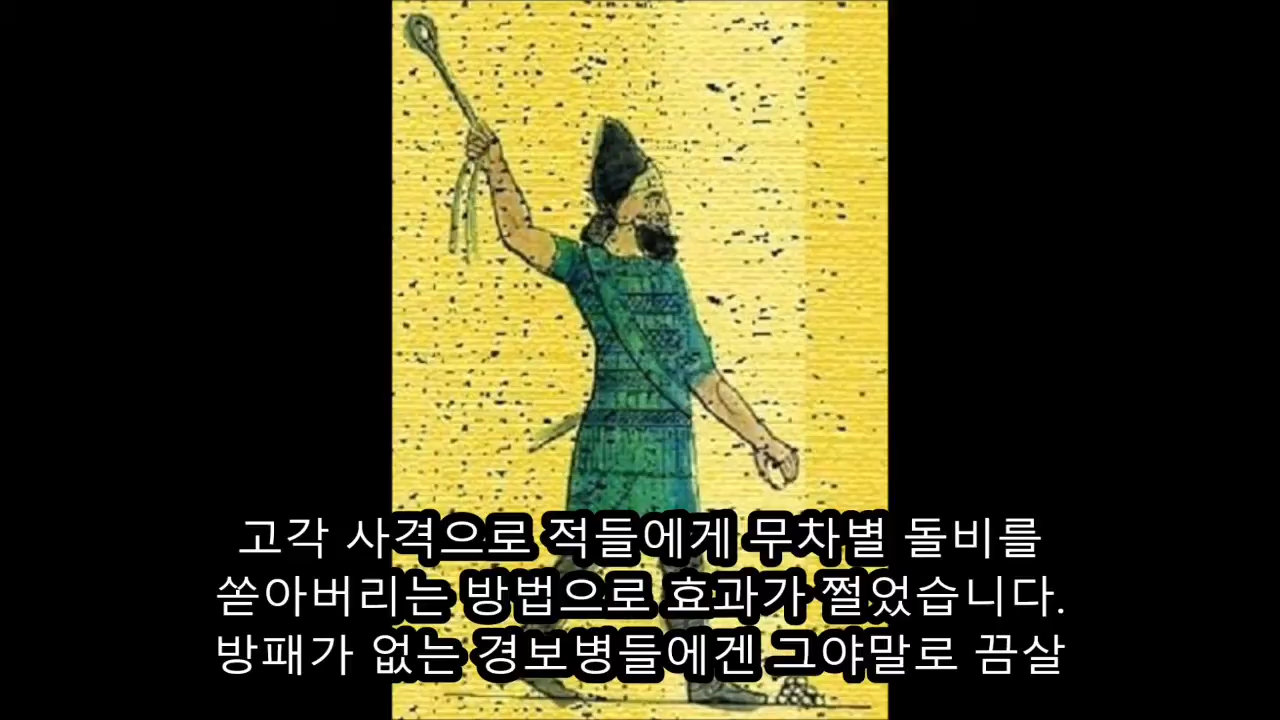 고각 사격으로 적들에게 무차별 돌비를
쏟아버리는 방법으로 효과가 쩔었습니다.
방패가 없는 경보병들에겐 그야말로 끔살